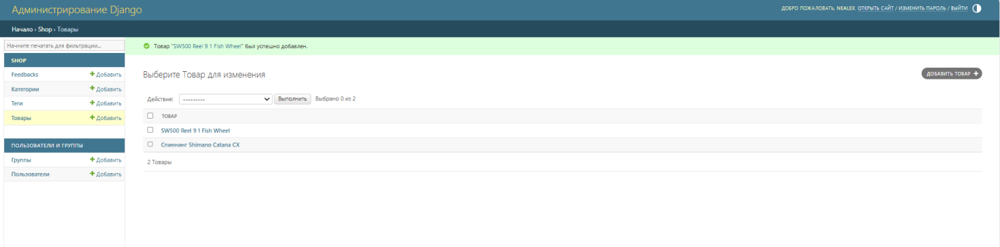 Администрирование Django
ДОБРО ПОЖАЛОВАТЬ, NEALEX. ОТКРЫТЬ САЙТ / ИЗМЕНИТЬ ПАРОЛЬ / ВЫЙТИ
Начало › Shop › Товары
Начните печатать для фильтрации...
Товар "SW500 Reel 9 1 Fish Wheel" был успешно добавлен.
SHOP
Feedbacks + Добавить
Категории + Добавить
Теги + Добавить
Товары + Добавить
ПОЛЬЗОВАТЕЛИ И ГРУППЫ
Группы + Добавить
Пользователи + Добавить
Выберите Товар для изменения
ДОБАВИТЬ ТОВАР +
Действие: --------- Выполнить Выбрано 0 из 2
ТОВАР
SW500 Reel 9 1 Fish Wheel
Спиннинг Shimano Catana CX
2 Товары